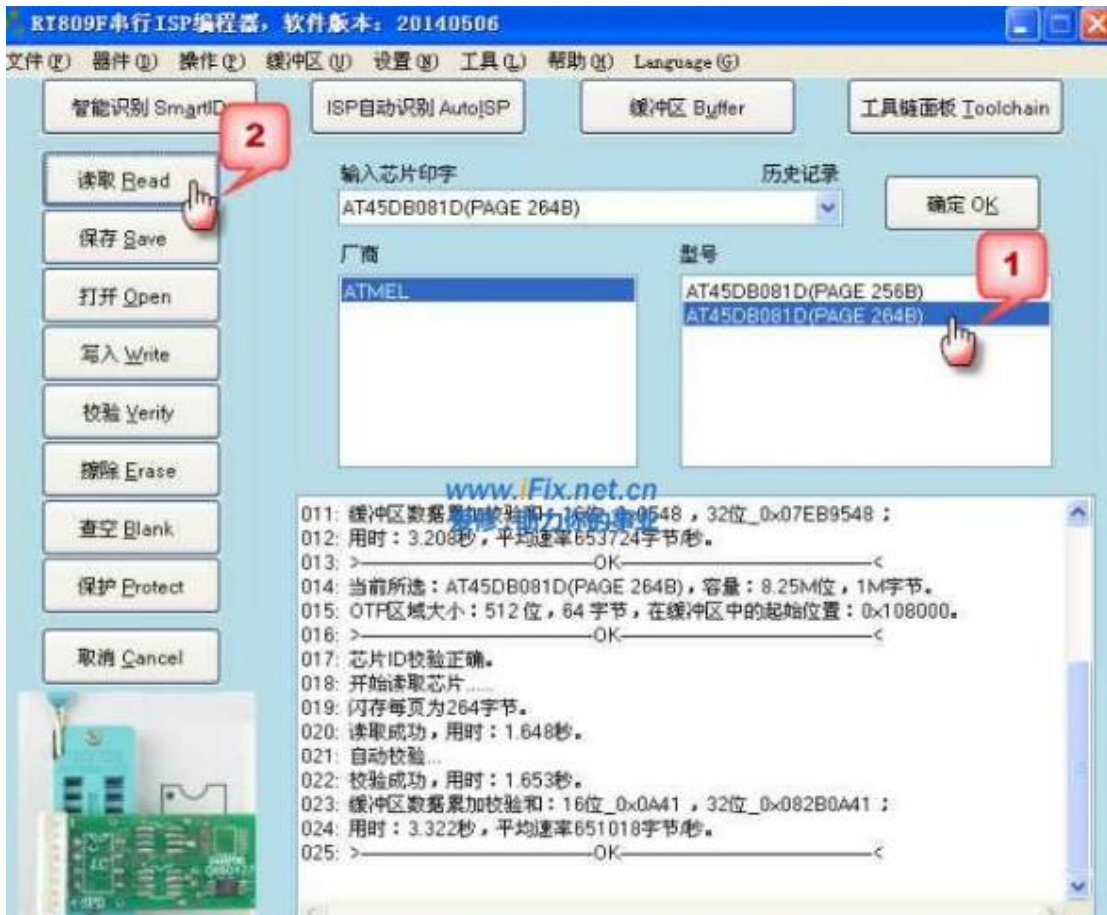 RT809F串行ISP编程器，软件版本：20140506
文件(F) 器件(D) 操作(P) 缓冲区(U) 设置(N) 工具(L) 帮助(H) Language(G)
智能识别 SmartID
ISP自动识别 AutoISP
缓冲区 Buffer
工具链面板 Toolchain
2
读取 Read
输入芯片印字
历史记录
AT45DB081D(PAGE 264B)
确定 OK
保存 Save
厂商
型号
1
打开 Open
ATMEL
AT45DB081D(PAGE 256B)
AT45DB081D(PAGE 264B)
写入 Write
校验 Verify
擦除 Erase
查空 Blank
保护 Protect
取消 Cancel
www.iFix.net.cn
011: 缓冲区数据累加校验和：16位_0x9548，32位_0x07EB9548；
012: 用时：3.208秒，平均速率653724字节/秒。
013: >————OK————<
014: 当前所选：AT45DB081D(PAGE 264B)，容量：8.25M位，1M字节。
015: OTP区域大小：512位，64字节，在缓冲区中的起始位置：0x108000。
016: >————OK————<
017: 芯片ID校验正确。
018: 开始读取芯片......
019: 闪存每页为264字节。
020: 读取成功，用时：1.648秒。
021: 自动校验...
022: 校验成功，用时：1.653秒。
023: 缓冲区数据累加校验和：16位_0x0A41，32位_0x082B0A41；
024: 用时：3.322秒，平均速率651018字节/秒。
025: >————OK————<